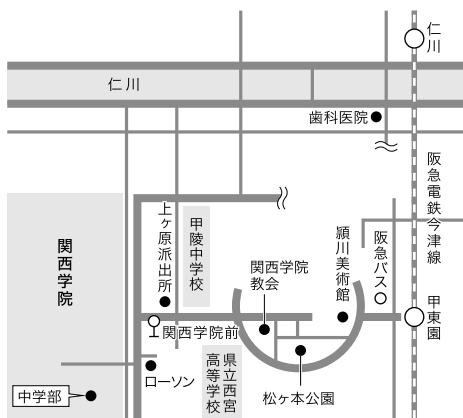 仁川
仁川
歯科医院
阪急電鉄今津線
上ヶ原派出所
甲陵中学校
関西学院
関西学院
教会
頴川美術館
阪急バス
甲東園
関西学院前
県立西宮
高等学校
ローソン
松ヶ本公園
中学部